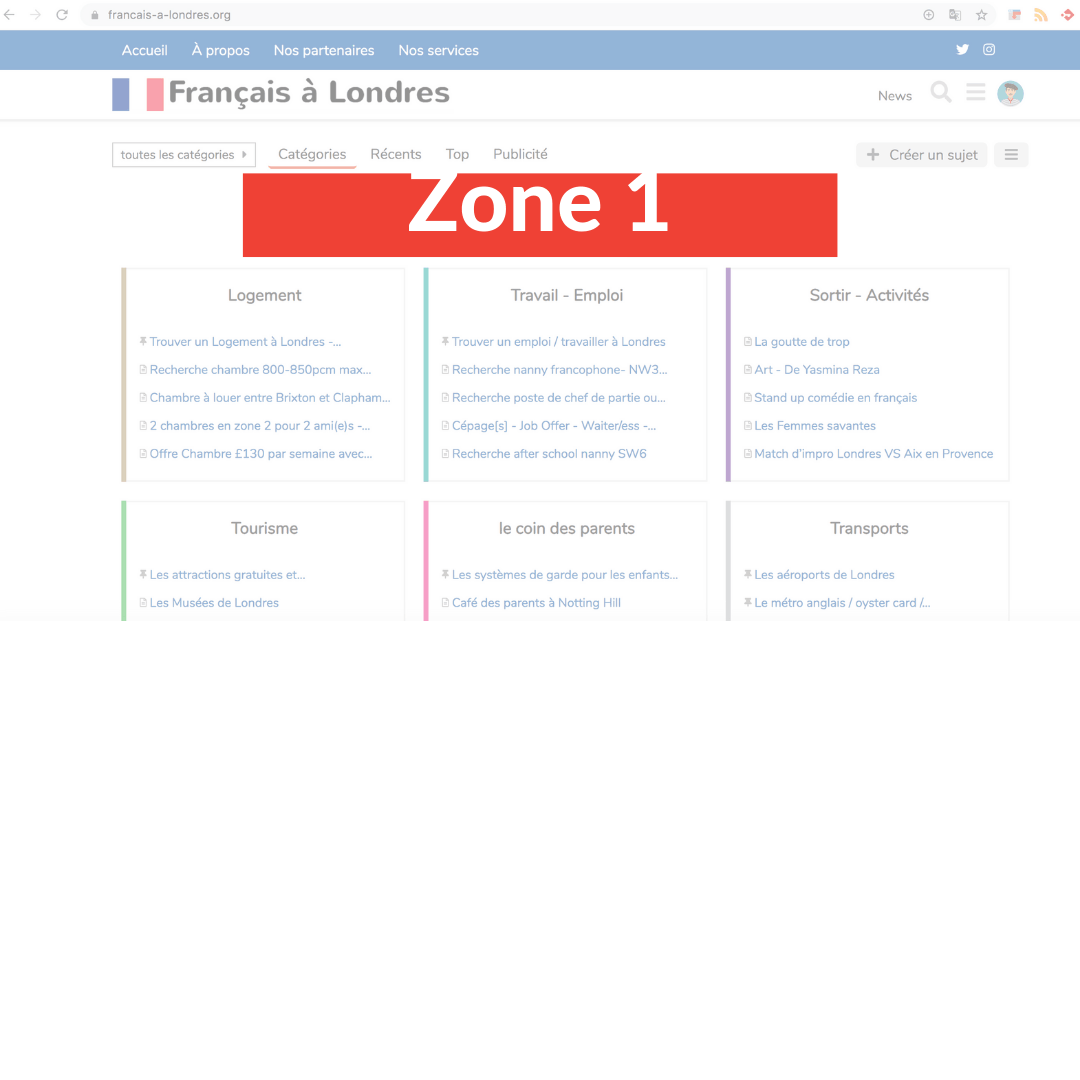 francais-a-londres.org
Accueil À propos Nos partenaires Nos services
Français à Londres
News
toutes les catégories Catégories Récents Top Publicité Créer un sujet
Zone 1
Logement
Trouver un Logement à Londres -...
Recherche chambre 800-850pcm max...
Chambre à louer entre Brixton et Clapham...
2 chambres en zone 2 pour 2 ami(e)s -...
Offre Chambre £130 par semaine avec...
Travail - Emploi
Trouver un emploi / travailler à Londres
Recherche nanny francophone- NW3...
Recherche poste de chef de partie ou...
Cépage[s] - Job Offer - Waiter/ess -...
Recherche after school nanny SW6
Sortir - Activités
La goutte de trop
Art - De Yasmina Reza
Stand up comédie en français
Les Femmes savantes
Match d'impro Londres VS Aix en Provence
Tourisme
Les attractions gratuites et...
Les Musées de Londres
le coin des parents
Les systèmes de garde pour les enfants...
Café des parents à Notting Hill
Transports
Les aéroports de Londres
Le métro anglais / oyster card /...